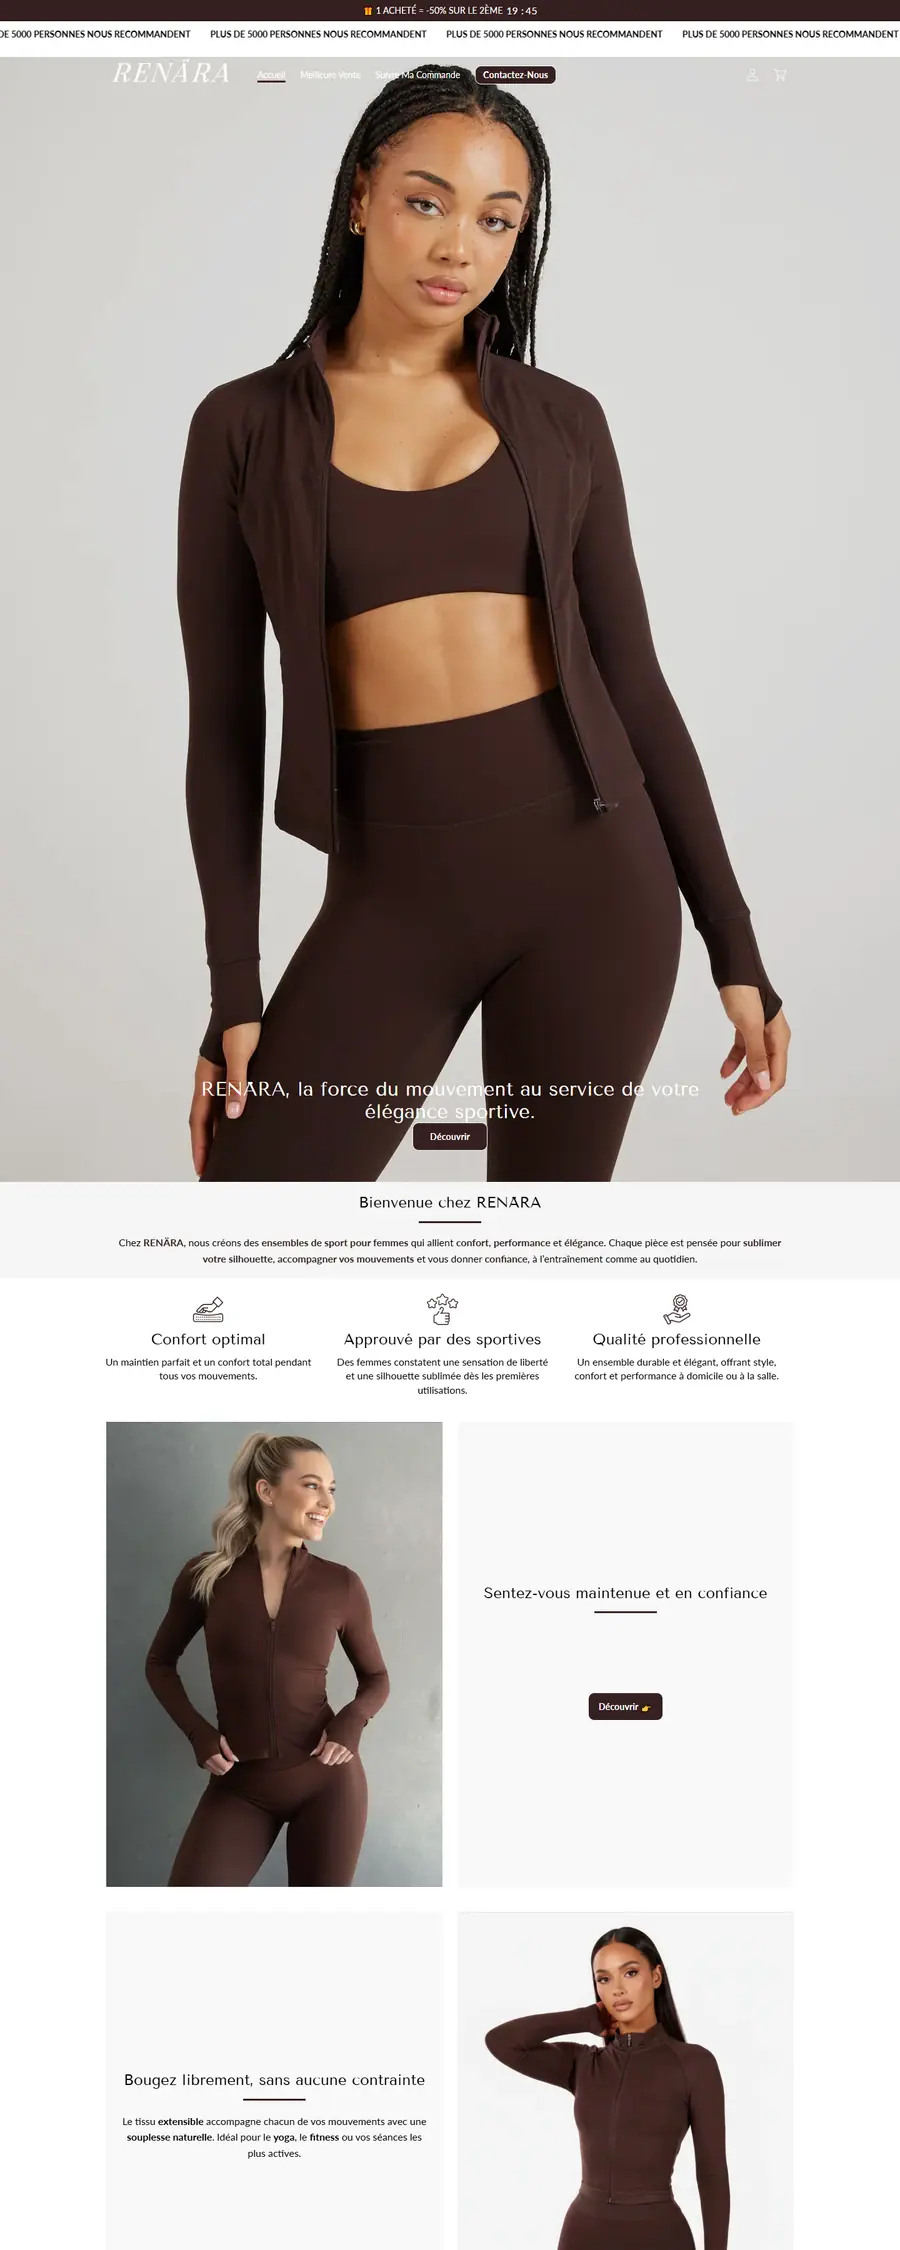 1 ACHETÉ = -50% SUR LE 2ÈME 19 : 45
DE 5000 PERSONNES NOUS RECOMMANDENT PLUS DE 5000 PERSONNES NOUS RECOMMANDENT PLUS DE 5000 PERSONNES NOUS RECOMMANDENT PLUS DE 5000 PERSONNES NOUS RECOMMANDENT
RENÄRA Accueil Meilleure Vente Suivre Ma Commande Contactez-Nous
RENÄRA, la force du mouvement au service de votre
élégance sportive.
Découvrir
Bienvenue chez RENÄRA
Chez RENÄRA, nous créons des ensembles de sport pour femmes qui allient confort, performance et élégance. Chaque pièce est pensée pour sublimer
votre silhouette, accompagner vos mouvements et vous donner confiance, à l'entraînement comme au quotidien.
Confort optimal
Un maintien parfait et un confort total pendant
tous vos mouvements.
Approuvé par des sportives
Des femmes constatent une sensation de liberté
et une silhouette sublimée dès les premières
utilisations.
Qualité professionnelle
Un ensemble durable et élégant, offrant style,
confort et performance à domicile ou à la salle.
Sentez-vous maintenue et en confiance
Découvrir 👉
Bougez librement, sans aucune contrainte
Le tissu extensible accompagne chacun de vos mouvements avec une
souplesse naturelle. Idéal pour le yoga, le fitness ou vos séances les
plus actives.